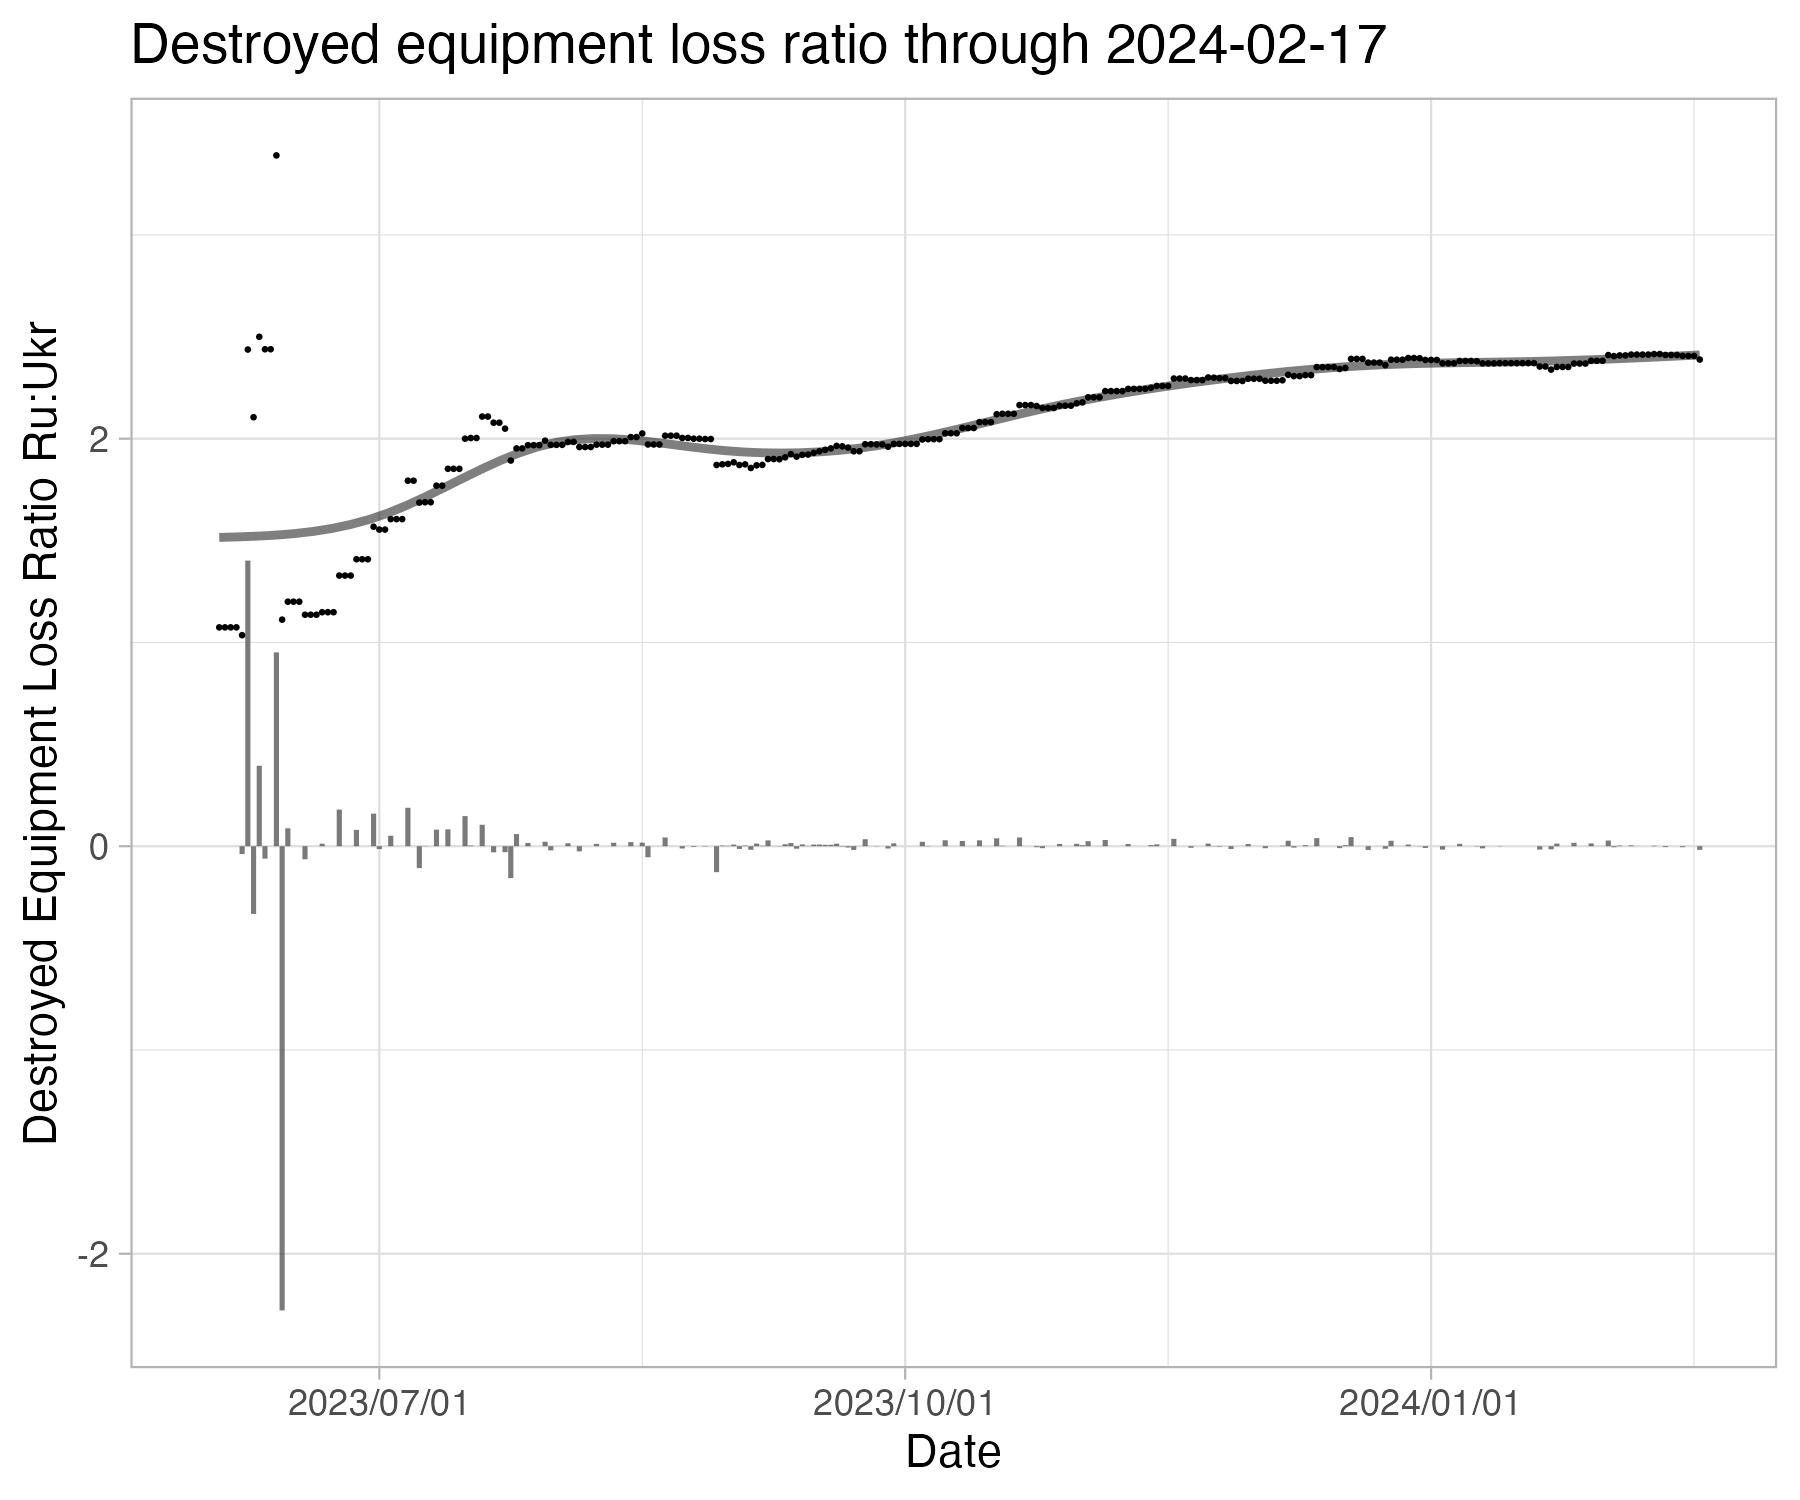 Destroyed equipment loss ratio through 2024-02-17
Destroyed Equipment Loss Ratio Ru:Ukr
2
0
-2
2023/07/01
2023/10/01
2024/01/01
Date